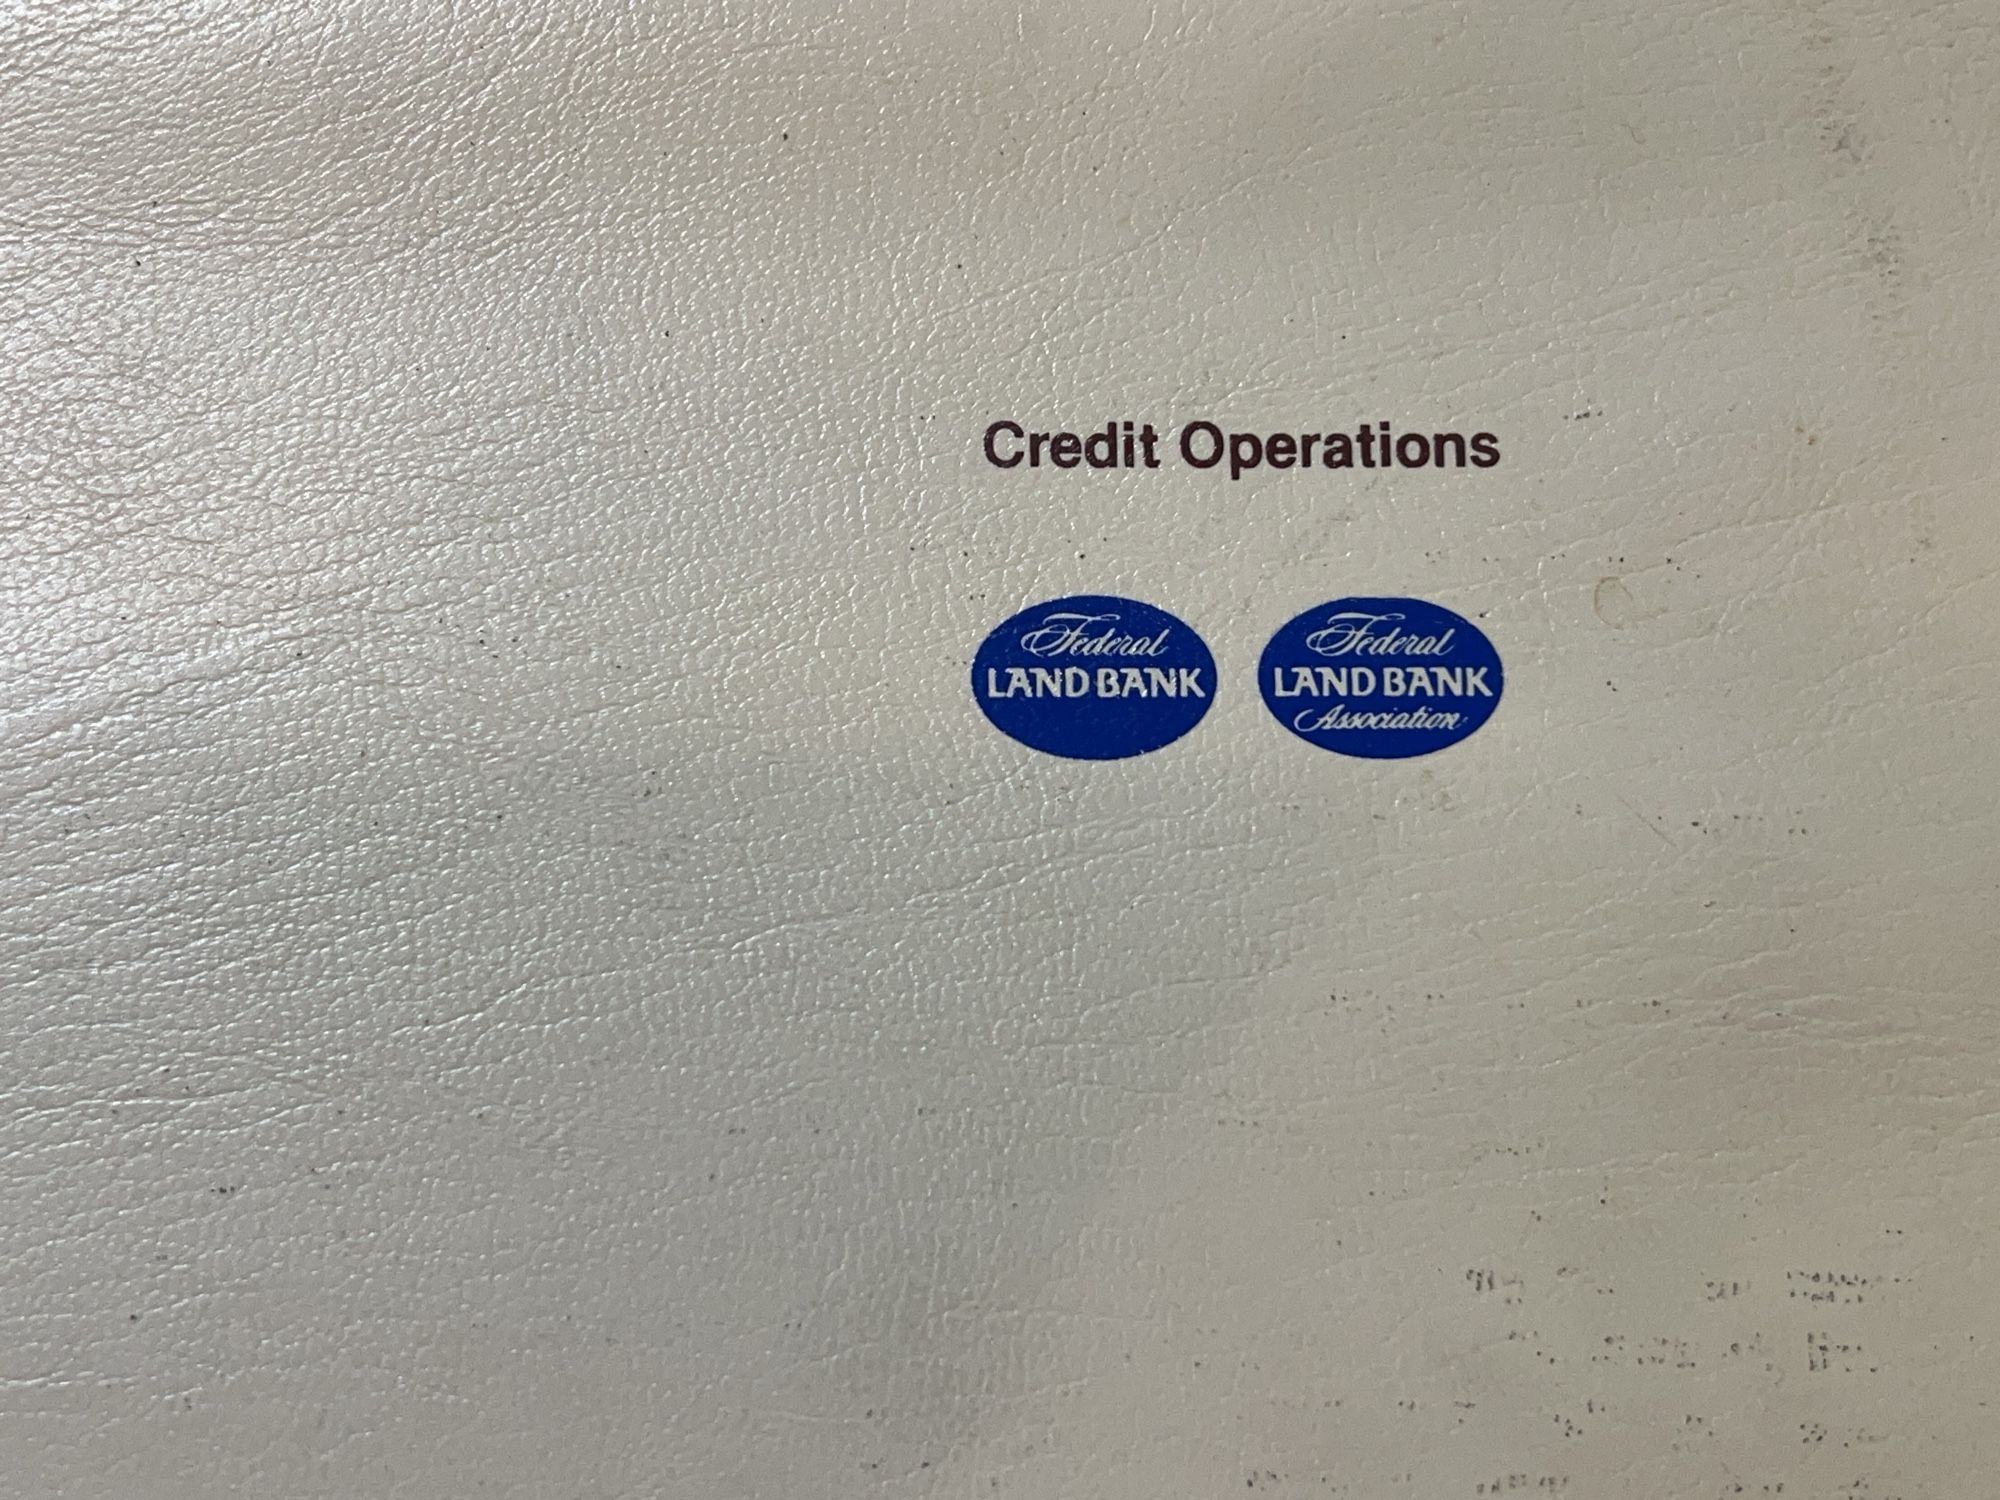 Credit Operations
Federal
LAND BANK
Federal
LAND BANK
Association